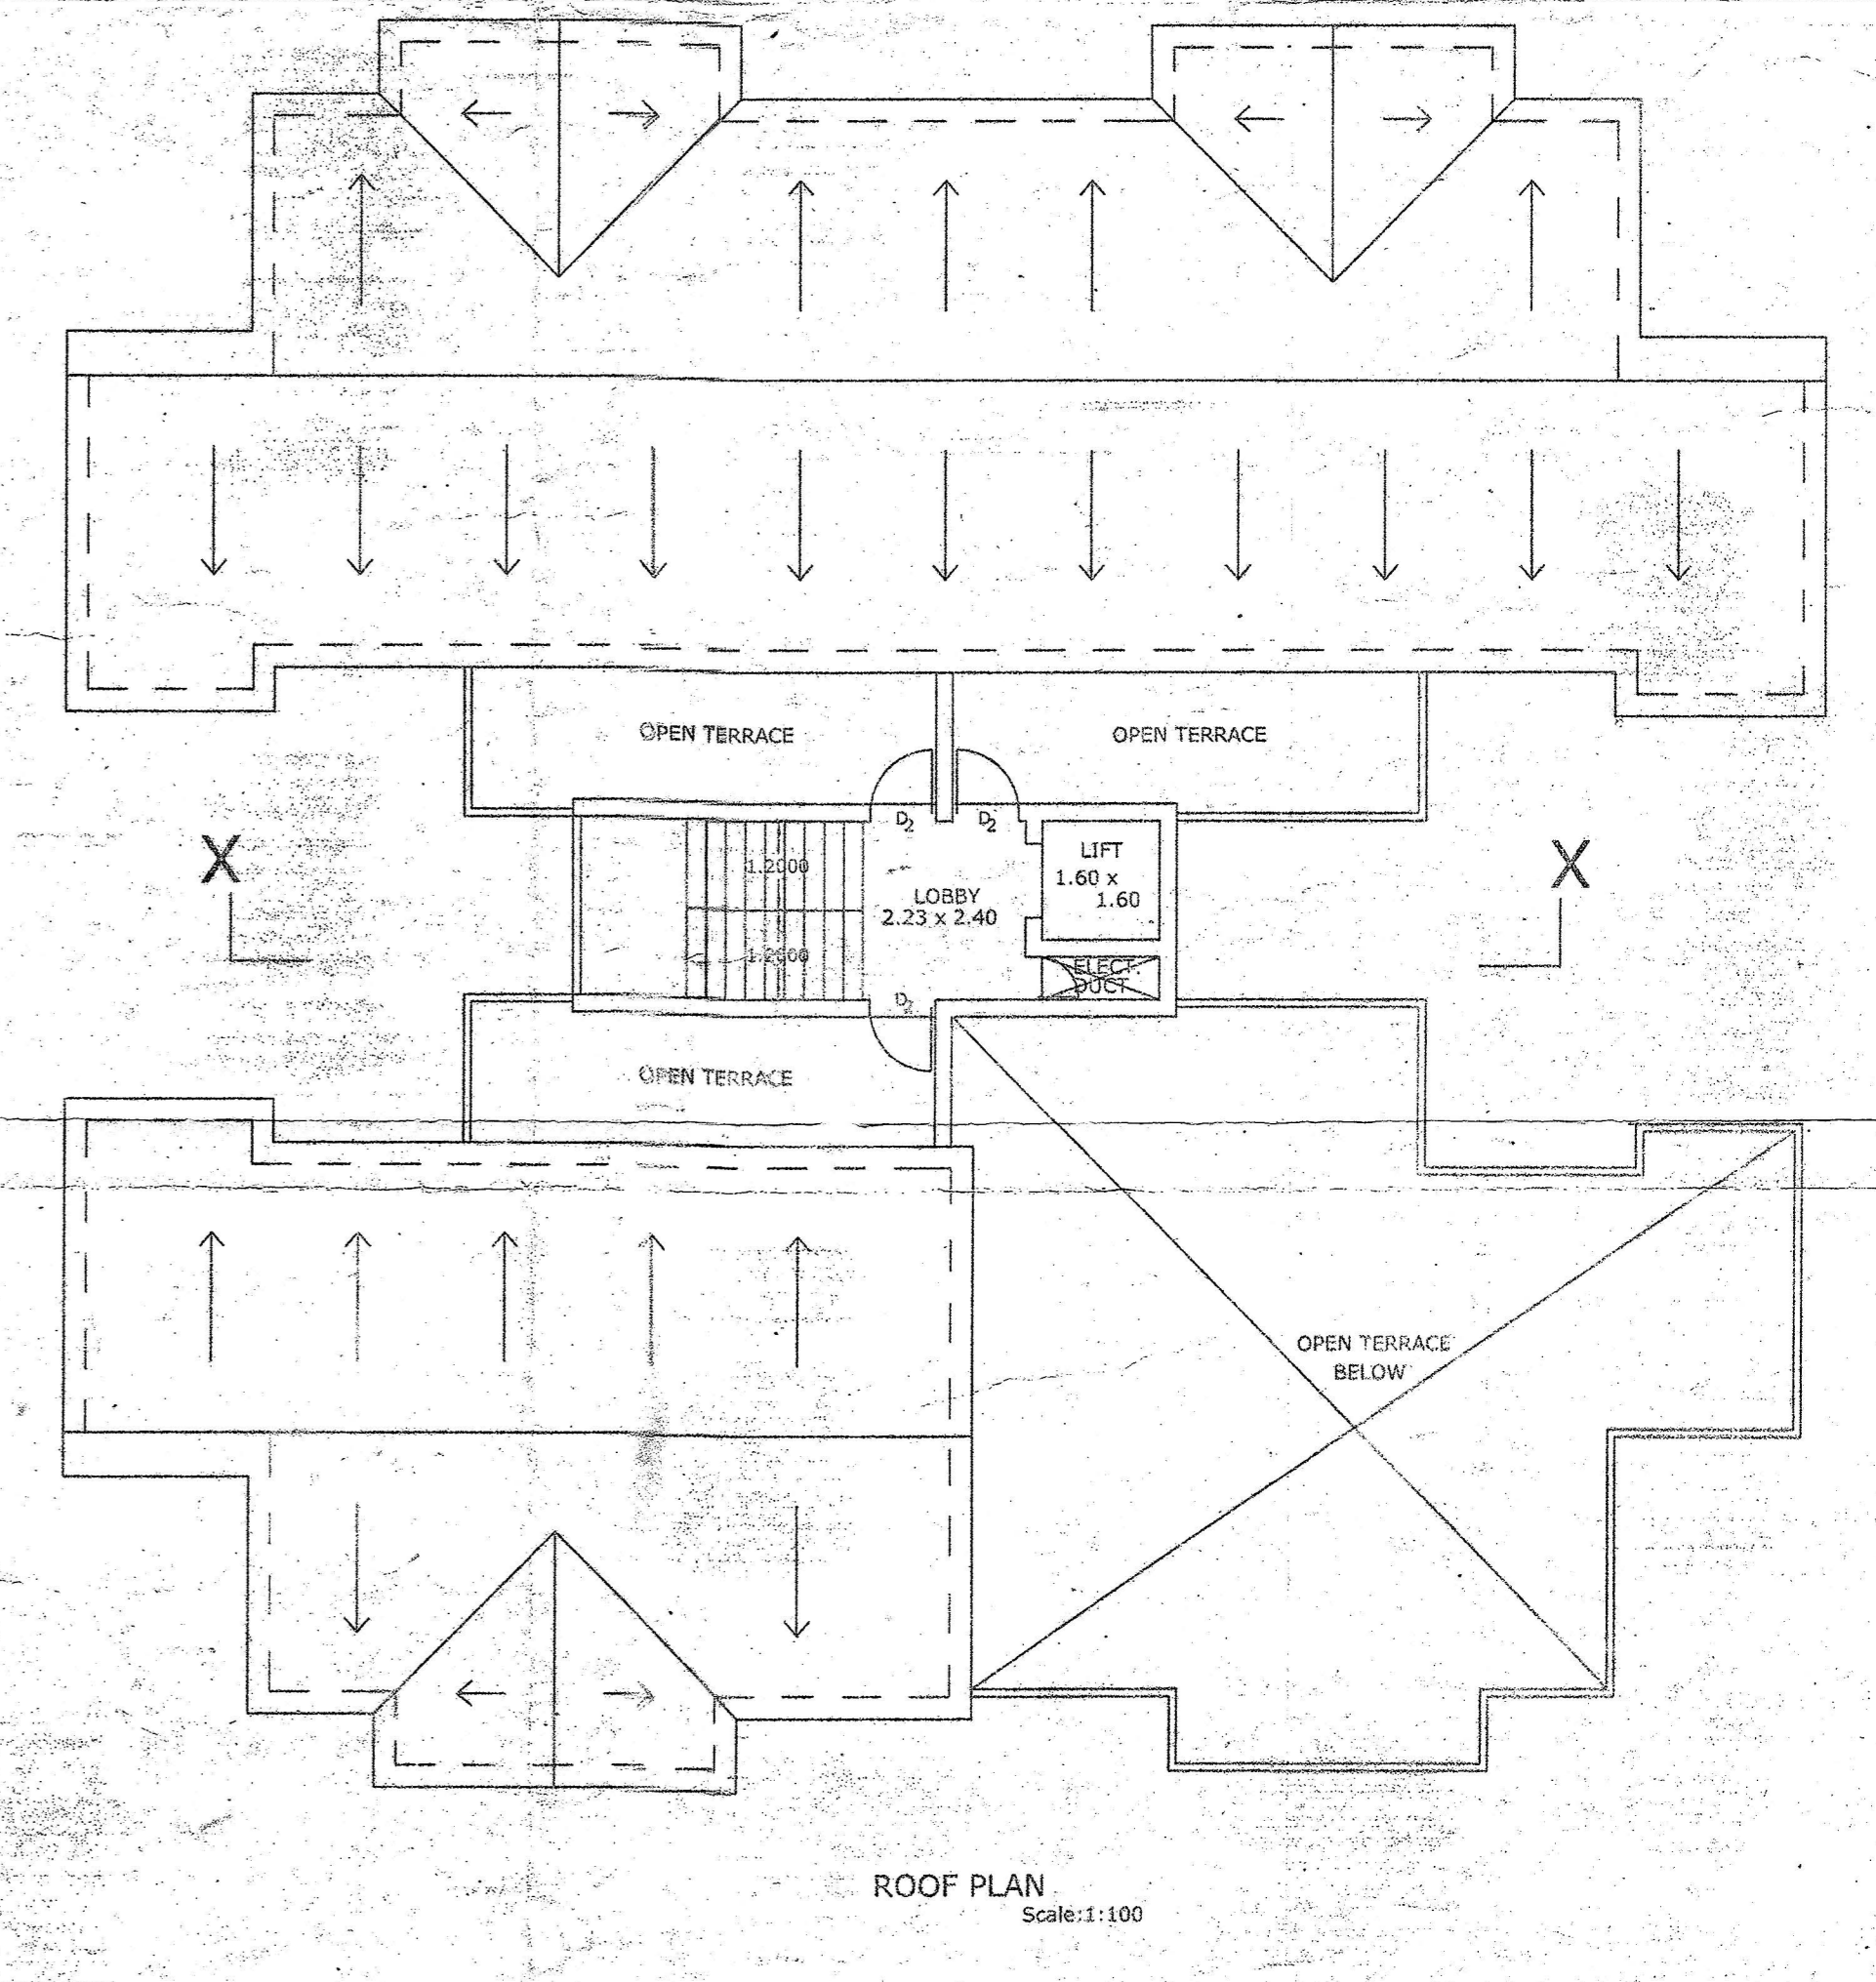 OPEN TERRACE
OPEN TERRACE
D2
D2
X
X
1.2000
LIFT
1.60 x
1.60
LOBBY
2.23 x 2.40
1.2000
ELECT.
DUCT
D2
OPEN TERRACE
OPEN TERRACE
BELOW
ROOF PLAN
Scale:1:100